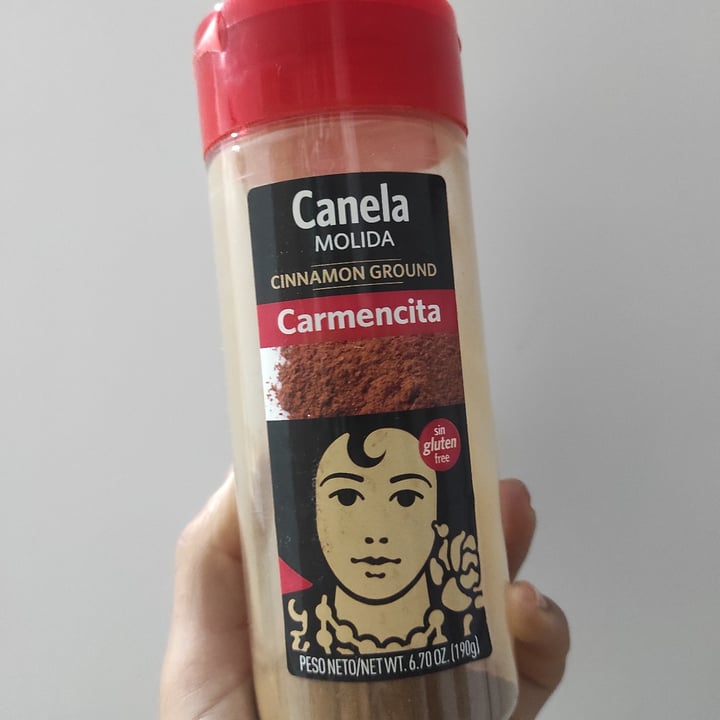 Canela
MOLIDA
CINNAMON GROUND
Carmencita
sin
gluten
free
PESO NETO/NET WT. 6.70 OZ. (190g)